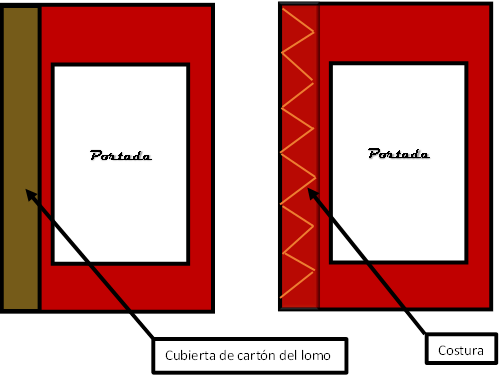 Portada
Portada
Cubierta de cartón del lomo
Costura